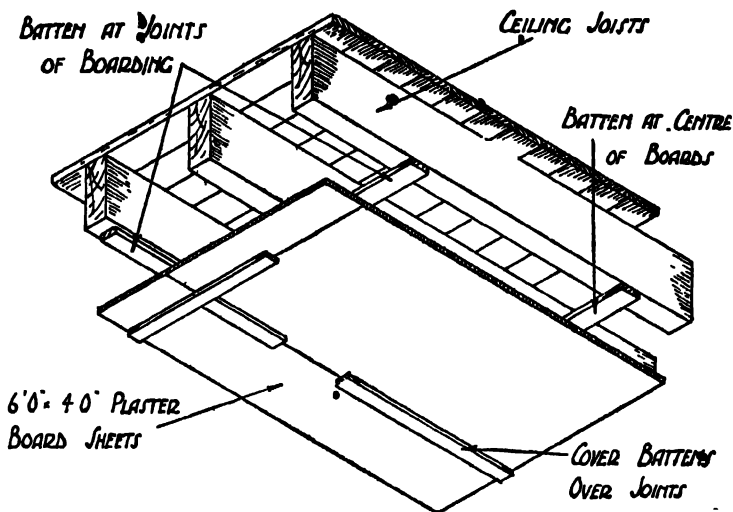 BATTEN AT JOINTS
OF BOARDING
CEILING JOISTS
BATTEN AT CENTRE
OF BOARDS
6'0" × 4'0" PLASTER
BOARD SHEETS
COVER BATTENS
OVER JOINTS